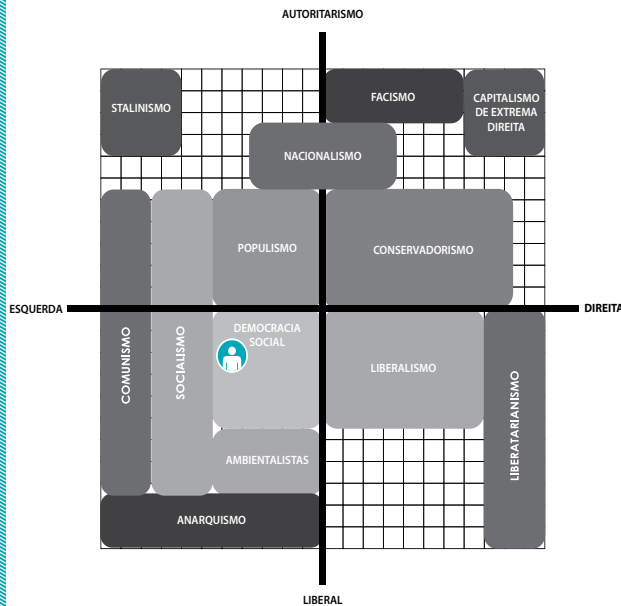 AUTORITARISMO
STALINISMO
FACISMO
CAPITALISMO
DE EXTREMA
DIREITA
NACIONALISMO
POPULISMO
CONSERVADORISMO
ESQUERDA
DIREITA
COMUNISMO
SOCIALISMO
DEMOCRACIA
SOCIAL
LIBERALISMO
LIBERATARIANISMO
AMBIENTALISTAS
ANARQUISMO
LIBERAL